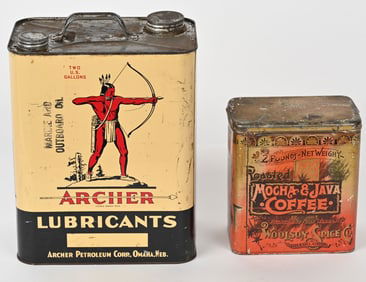 TWO
U.S.
GALLONS
MARINE AND
OUTBOARD OIL
ARCHER
LUBRICANTS
ARCHER PETROLEUM CORP. OMAHA, NEB.
2 POUNDS NET WEIGHT
Roasted
MOCHA & JAVA
COFFEE
WOOLSON SPICE CO.